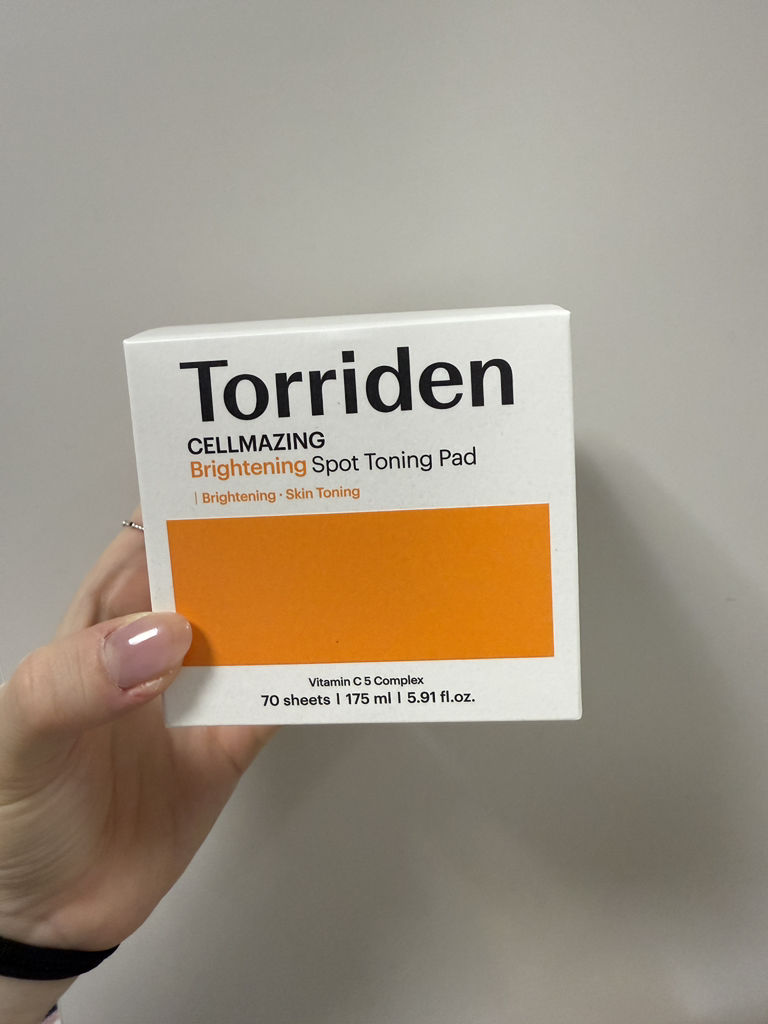 Torriden
CELLMAZING
Brightening Spot Toning Pad
| Brightening · Skin Toning
Vitamin C 5 Complex
70 sheets | 175 ml | 5.91 fl.oz.